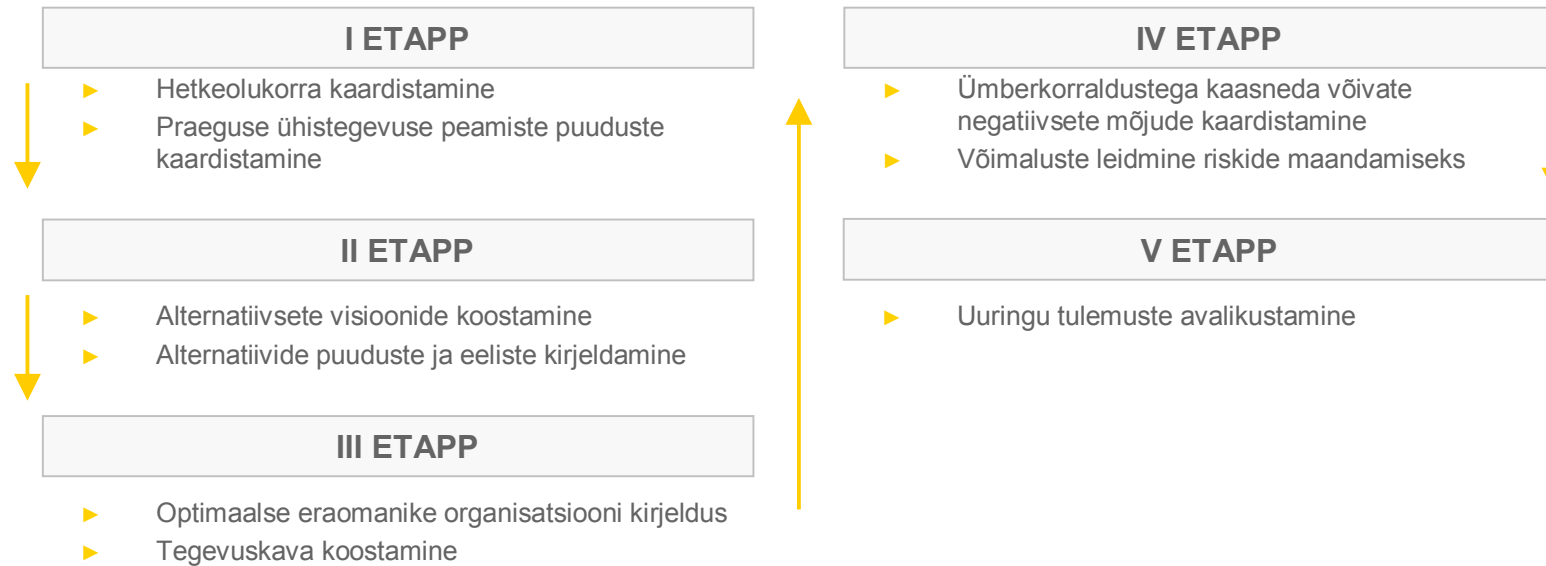 I ETAPP
► Hetkeolukorra kaardistamine
► Praeguse ühistegevuse peamiste puuduste
kaardistamine
II ETAPP
► Alternatiivsete visioonide koostamine
► Alternatiivide puuduste ja eeliste kirjeldamine
III ETAPP
► Optimaalse eraomanike organisatsiooni kirjeldus
► Tegevuskava koostamine
IV ETAPP
► Ümberkorraldustega kaasneda võivate
negatiivsete mõjude kaardistamine
► Võimaluste leidmine riskide maandamiseks
V ETAPP
► Uuringu tulemuste avalikustamine